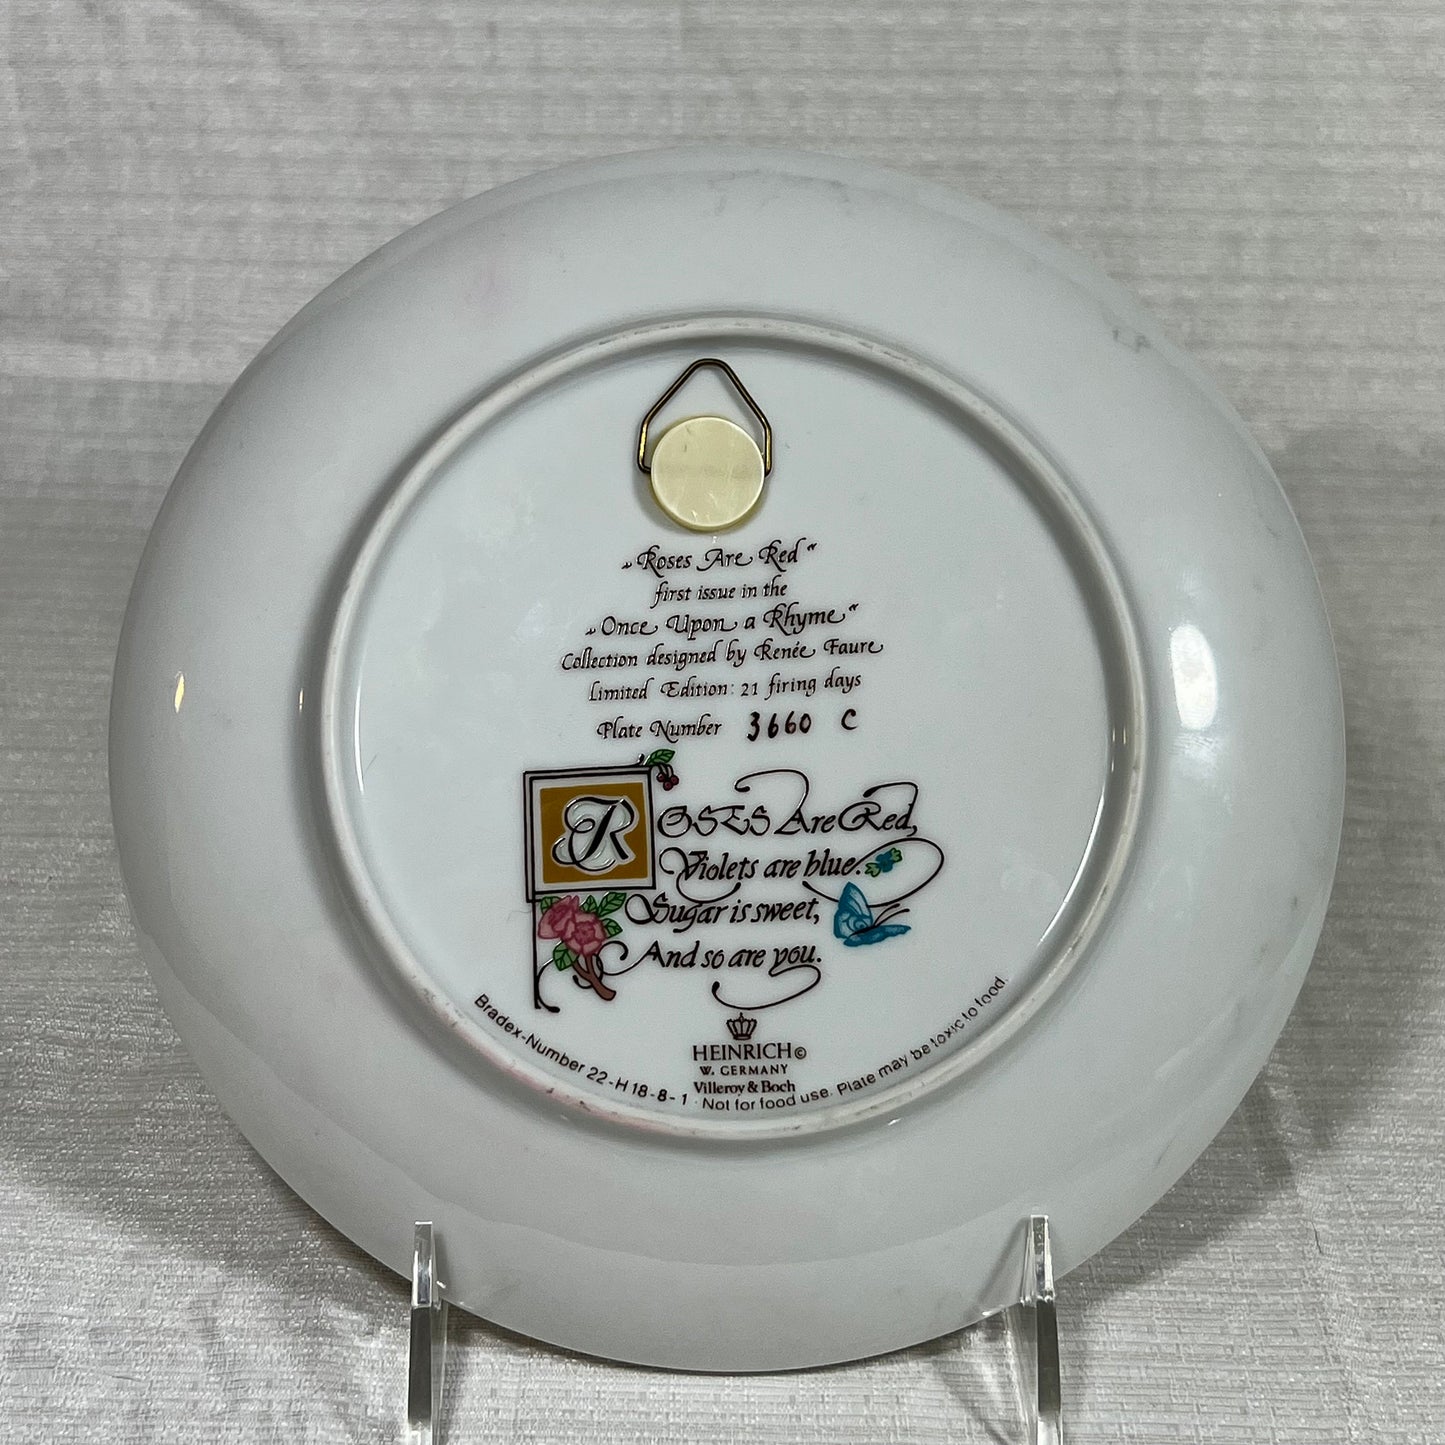 „Roses Are Red“
first issue in the
„Once Upon a Rhyme“
Collection designed by Renée Faure
Limited Edition: 21 firing days
Plate Number 3660 C
ROSES Are Red,
Violets are blue.
Sugar is sweet,
And so are you.
HEINRICH©
W. GERMANY
Villeroy & Boch
Bradex-Number 22-H18-8-1 · Not for food use. Plate may be toxic to food.